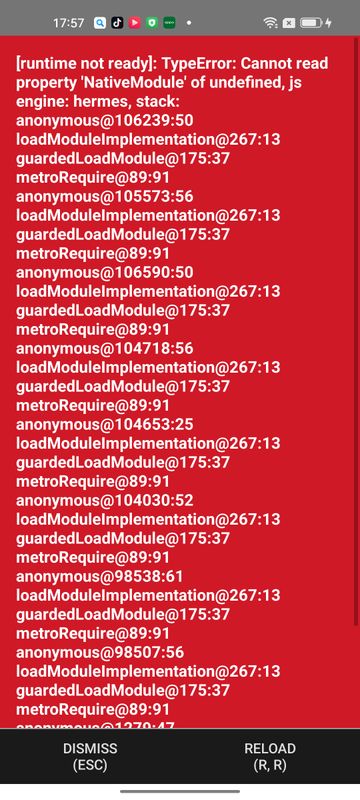 17:57
[runtime not ready]: TypeError: Cannot read
property 'NativeModule' of undefined, js
engine: hermes, stack:
anonymous@106239:50
loadModuleImplementation@267:13
guardedLoadModule@175:37
metroRequire@89:91
anonymous@105573:56
loadModuleImplementation@267:13
guardedLoadModule@175:37
metroRequire@89:91
anonymous@106590:50
loadModuleImplementation@267:13
guardedLoadModule@175:37
metroRequire@89:91
anonymous@104718:56
loadModuleImplementation@267:13
guardedLoadModule@175:37
metroRequire@89:91
anonymous@104653:25
loadModuleImplementation@267:13
guardedLoadModule@175:37
metroRequire@89:91
anonymous@104030:52
loadModuleImplementation@267:13
guardedLoadModule@175:37
metroRequire@89:91
anonymous@98538:61
loadModuleImplementation@267:13
guardedLoadModule@175:37
metroRequire@89:91
anonymous@98507:56
loadModuleImplementation@267:13
guardedLoadModule@175:37
metroRequire@89:91
anonymous@1279:47
DISMISS
(ESC)
RELOAD
(R, R)